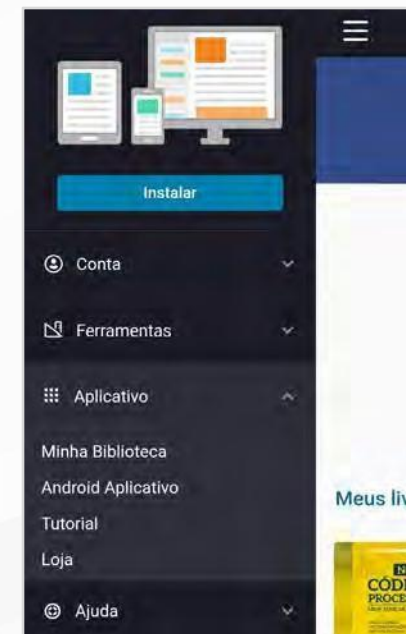 Instalar
Conta
Ferramentas
Aplicativo
Minha Biblioteca
Android Aplicativo
Tutorial
Loja
Ajuda
Meus liv
CÓDI
PROCE